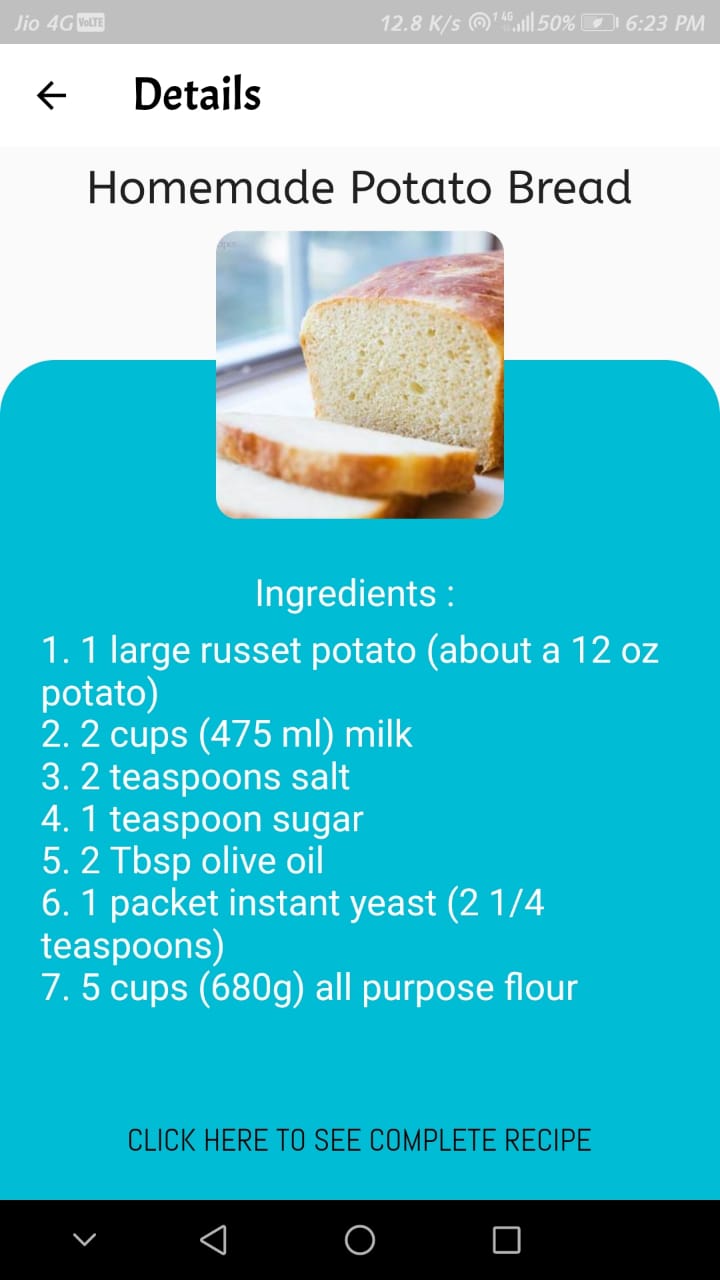 Jio 4G VoLTE 12.8 K/s 1 4G 50% 6:23 PM
Details
Homemade Potato Bread
Ingredients :
1. 1 large russet potato (about a 12 oz
potato)
2. 2 cups (475 ml) milk
3. 2 teaspoons salt
4. 1 teaspoon sugar
5. 2 Tbsp olive oil
6. 1 packet instant yeast (2 1/4
teaspoons)
7. 5 cups (680g) all purpose flour
CLICK HERE TO SEE COMPLETE RECIPE